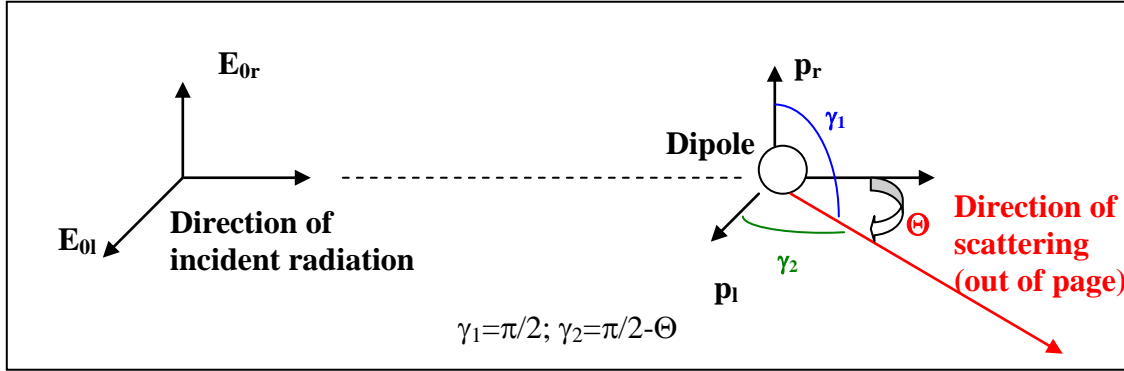 E₀ᵣ
pᵣ
γ₁
Dipole
Direction of
incident radiation
E₀ₗ
Θ
Direction of
scattering
(out of page)
γ₂
pₗ
γ₁=π/2; γ₂=π/2-Θ